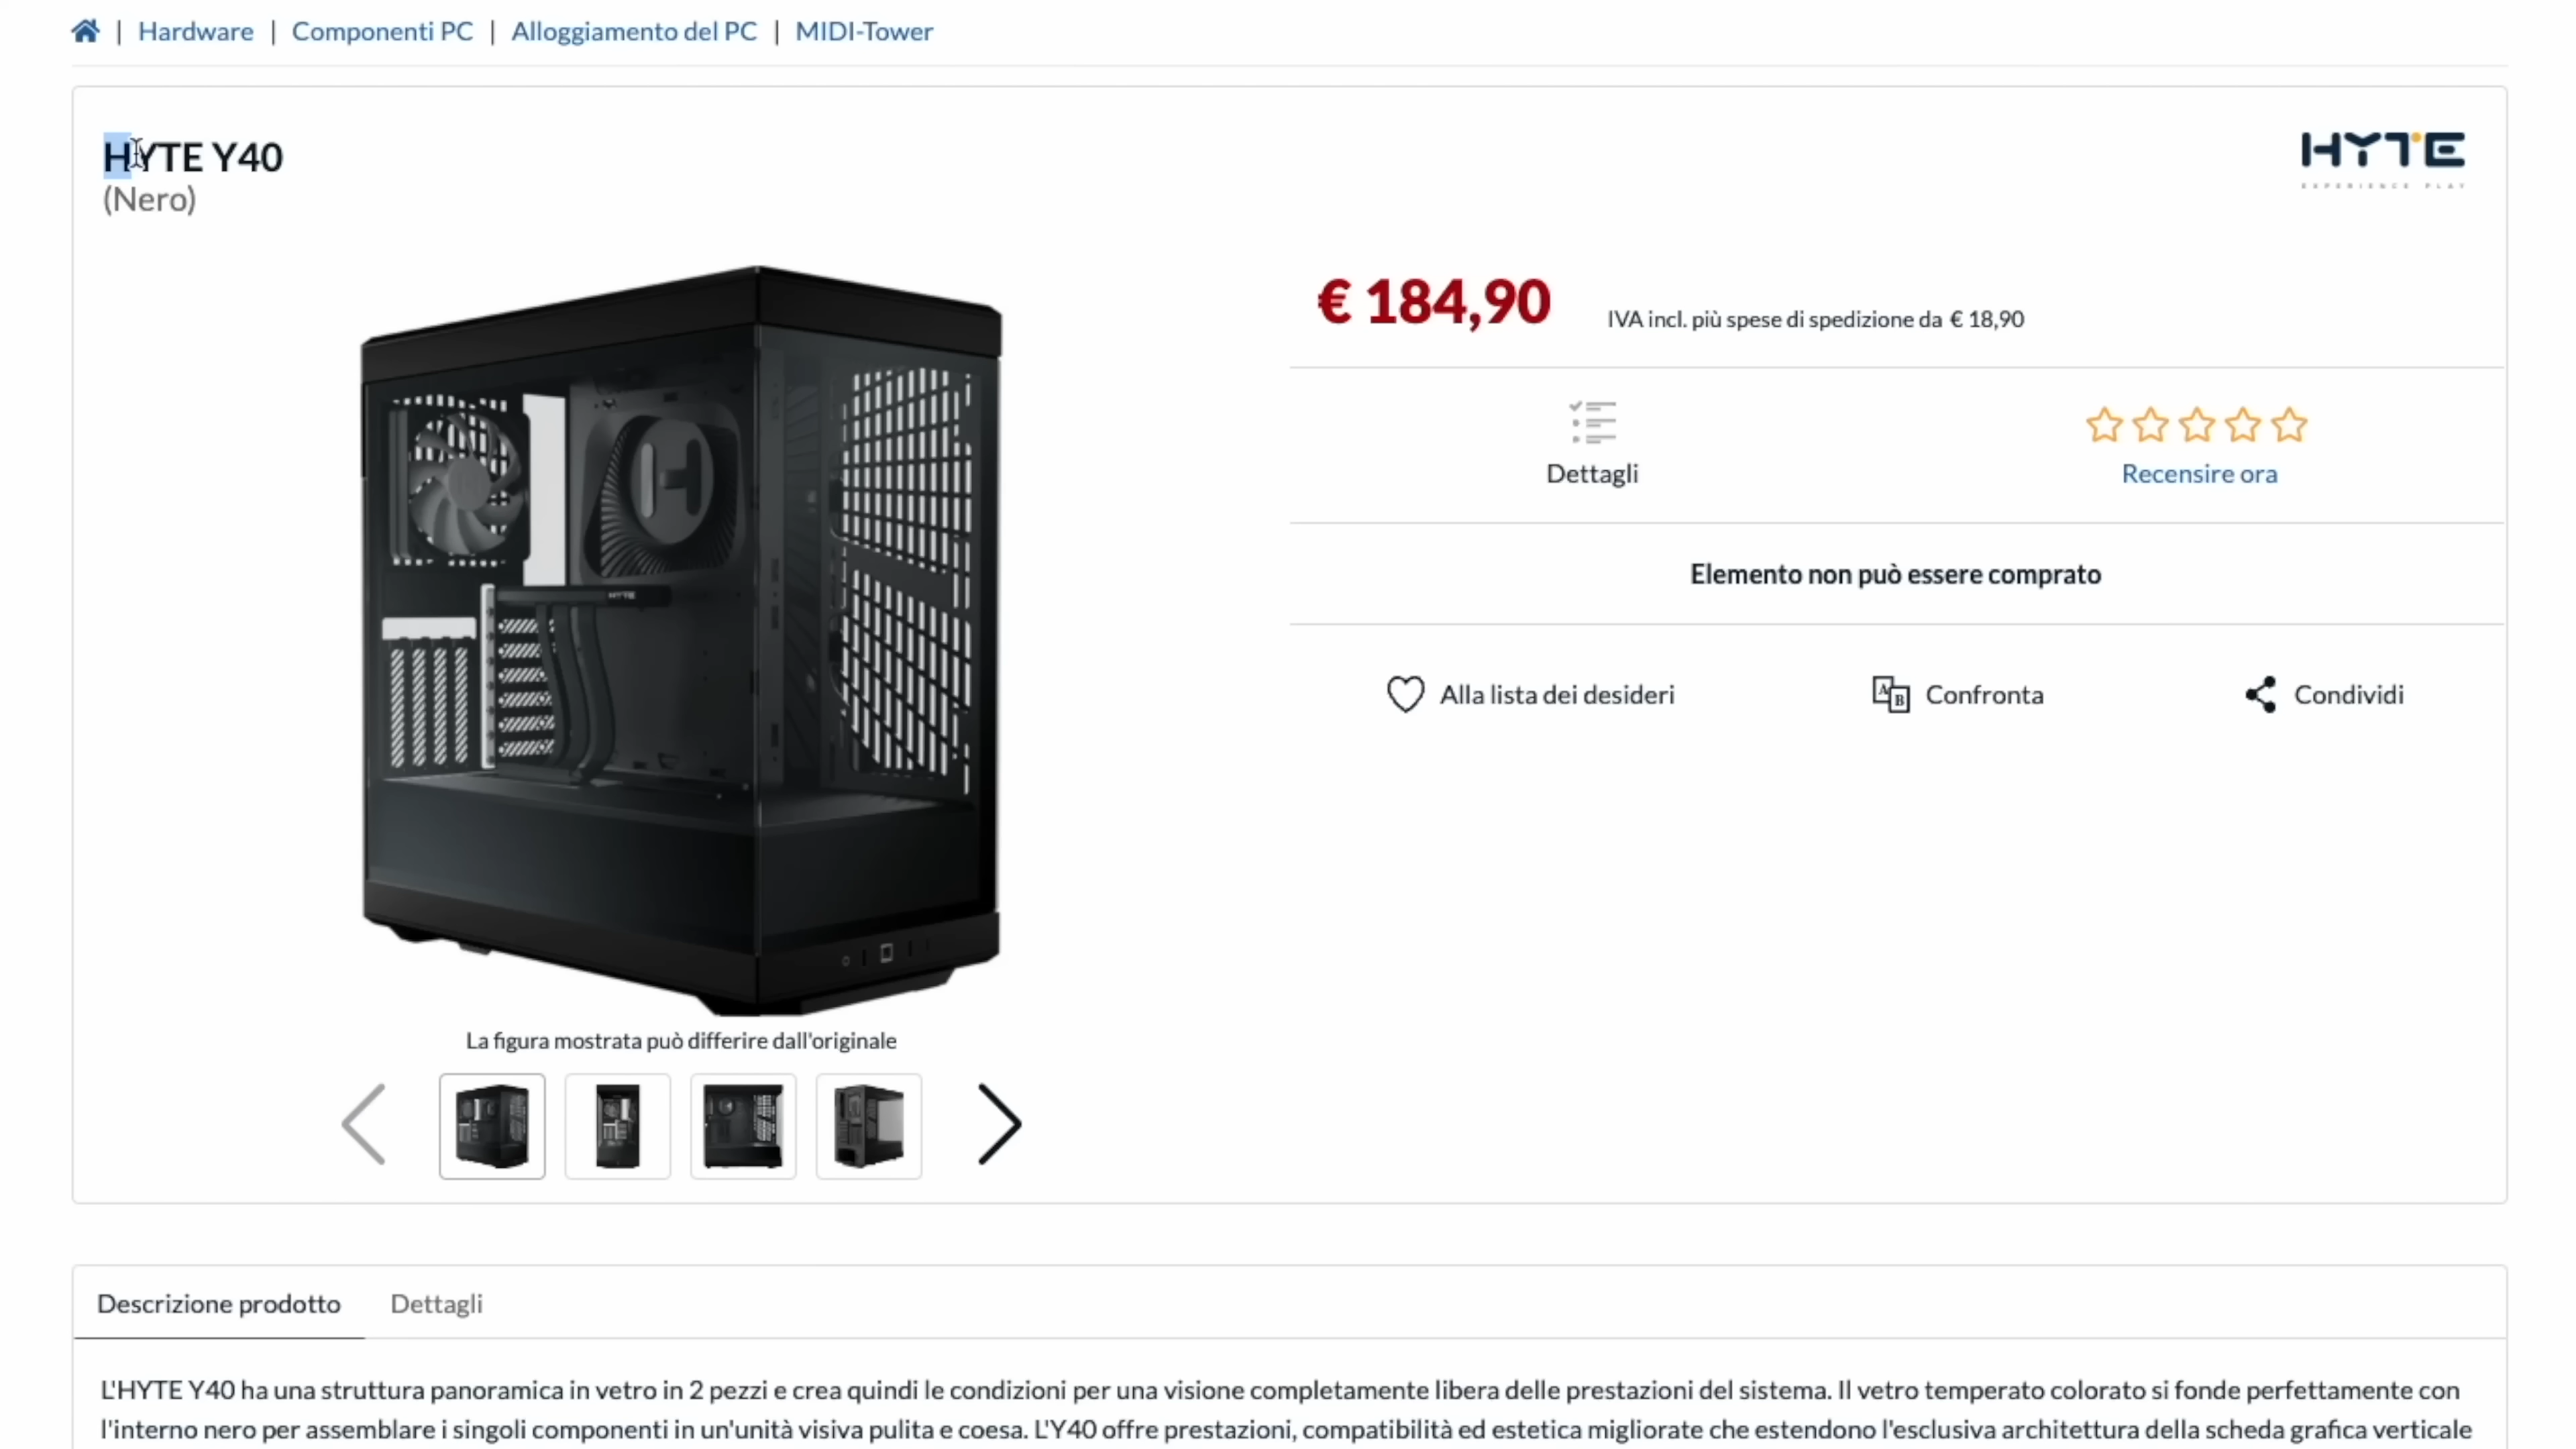 Hardware | Componenti PC | Alloggiamento del PC | MIDI-Tower
HYTE Y40
(Nero)
HYTE
EXPERIENCE PLAY
€ 184,90
IVA incl. più spese di spedizione da € 18,90
Dettagli
Recensire ora
Elemento non può essere comprato
Alla lista dei desideri
Confronta
Condividi
HYTE
La figura mostrata può differire dall'originale
Descrizione prodotto
Dettagli
L'HYTE Y40 ha una struttura panoramica in vetro in 2 pezzi e crea quindi le condizioni per una visione completamente libera delle prestazioni del sistema. Il vetro temperato colorato si fonde perfettamente con
l'interno nero per assemblare i singoli componenti in un'unità visiva pulita e coesa. L'Y40 offre prestazioni, compatibilità ed estetica migliorate che estendono l'esclusiva architettura della scheda grafica verticale